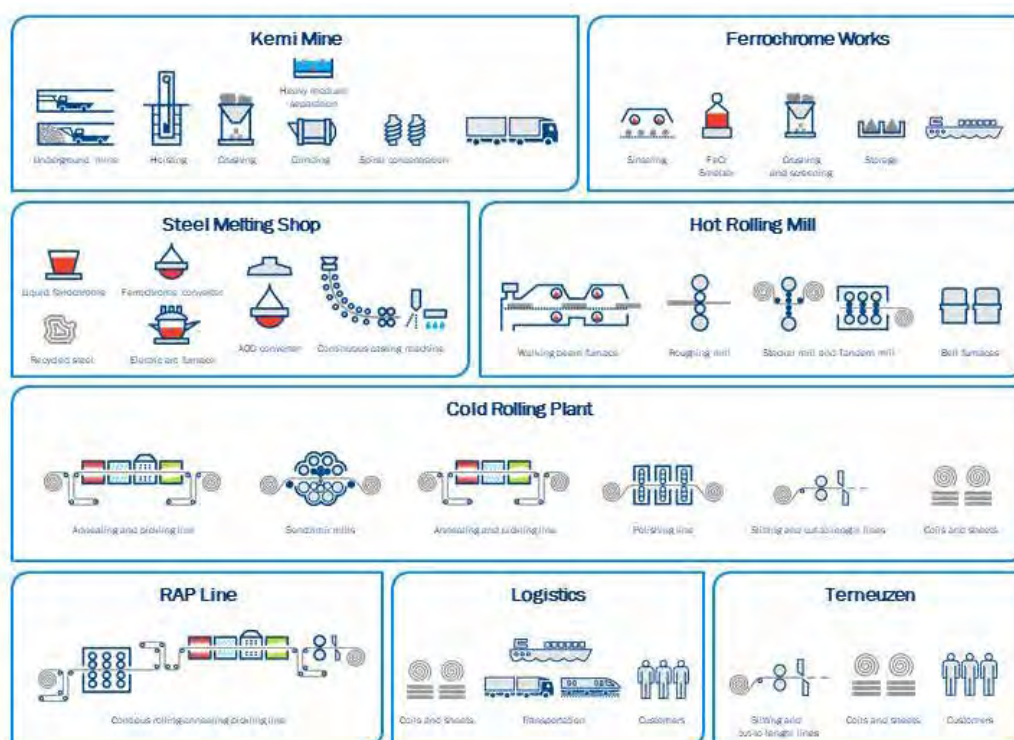 Kemi Mine
Heavy medium
separation
Underground mine
Hoisting
Crushing
Grinding
Spiral concentration
Ferrochrome Works
Sintering
FeCr
Smelter
Crushing
and screening
Storage
Steel Melting Shop
Liquid ferrochrome
Ferrochrome converter
Recycled steel
Electric arc furnace
AOD converter
Continuous casting machine
Hot Rolling Mill
Walking beam furnace
Roughing mill
Steckel mill and Tandem mill
Bell furnaces
Cold Rolling Plant
Annealing and pickling line
Sendzimir mills
Annealing and pickling line
Polishing line
Slitting and cut-to-length lines
Coils and sheets
RAP Line
rolling annealing pickling line
Logistics
Coils and sheets
Transportation
Customers
Terneuzen
Slitting and
cut-to-length lines
Coils and sheets
Customers